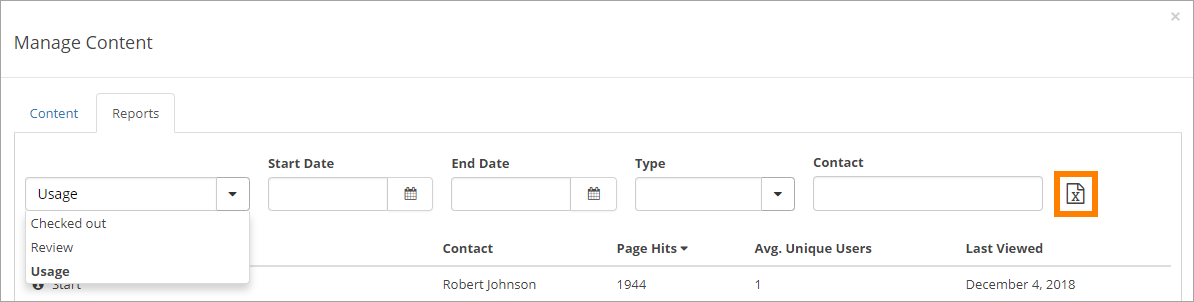 ×
Manage Content
Content Reports
Start Date End Date Type Contact
Usage
Checked out
Review
Usage
Contact Page Hits Avg. Unique Users Last Viewed
Start Robert Johnson 1944 1 December 4, 2018